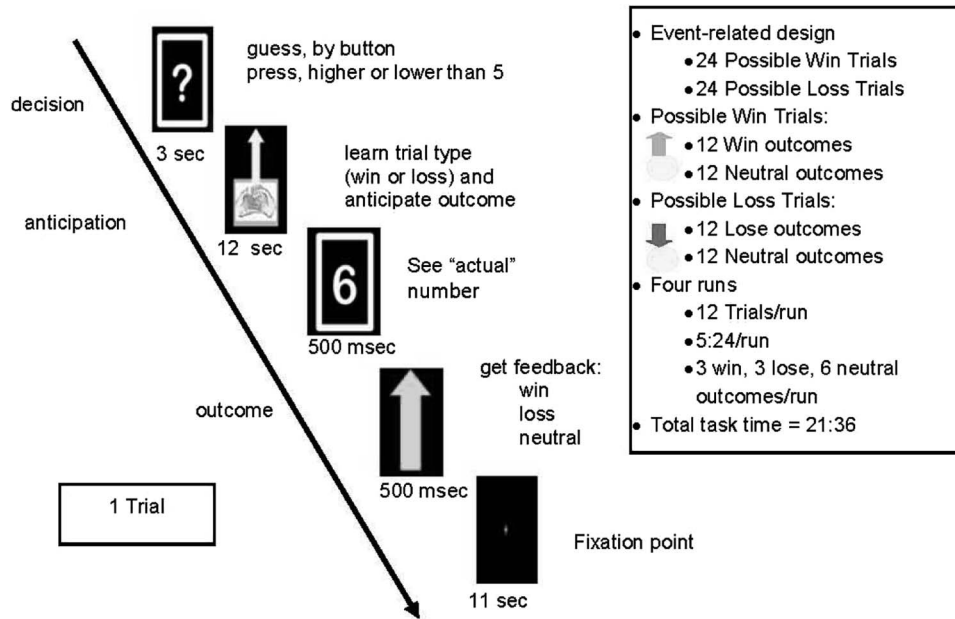 decision
?
3 sec
guess, by button
press, higher or lower than 5
anticipation
12 sec
learn trial type
(win or loss) and
anticipate outcome
6
500 msec
See “actual”
number
outcome
500 msec
get feedback:
win
loss
neutral
11 sec
Fixation point
1 Trial
• Event-related design
• 24 Possible Win Trials
• 24 Possible Loss Trials
• Possible Win Trials:
• 12 Win outcomes
• 12 Neutral outcomes
• Possible Loss Trials:
• 12 Lose outcomes
• 12 Neutral outcomes
• Four runs
• 12 Trials/run
• 5:24/run
• 3 win, 3 lose, 6 neutral
outcomes/run
• Total task time = 21:36